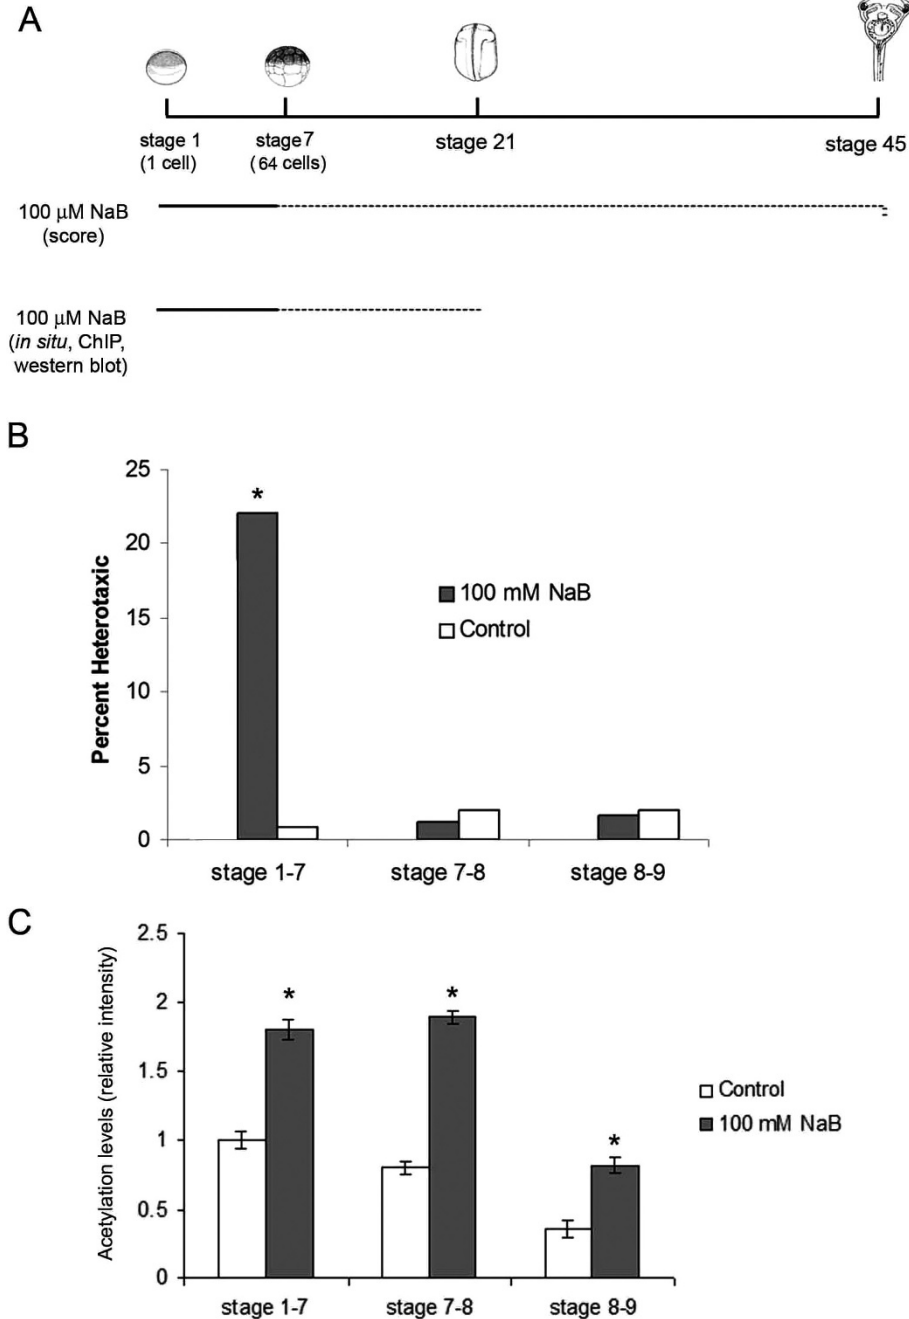 A
stage 1 stage7 stage 21 stage 45
(1 cell) (64 cells)
100 μM NaB
(score)
100 μM NaB
(in situ, ChIP,
western blot)
B
25
20
15
10
5
0
Percent Heterotaxic
*
100 mM NaB
Control
stage 1-7 stage 7-8 stage 8-9
C
2.5
2
1.5
1
0.5
0
Acetylation levels (relative intensity)
* * *
Control
100 mM NaB
stage 1-7 stage 7-8 stage 8-9